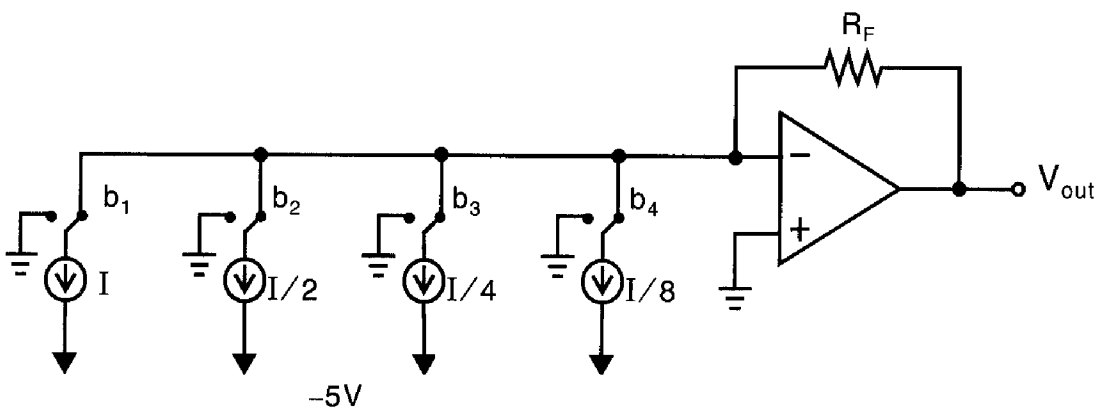 R_F
b_1
b_2
b_3
b_4
I
I/2
I/4
I/8
−
+
V_out
−5V